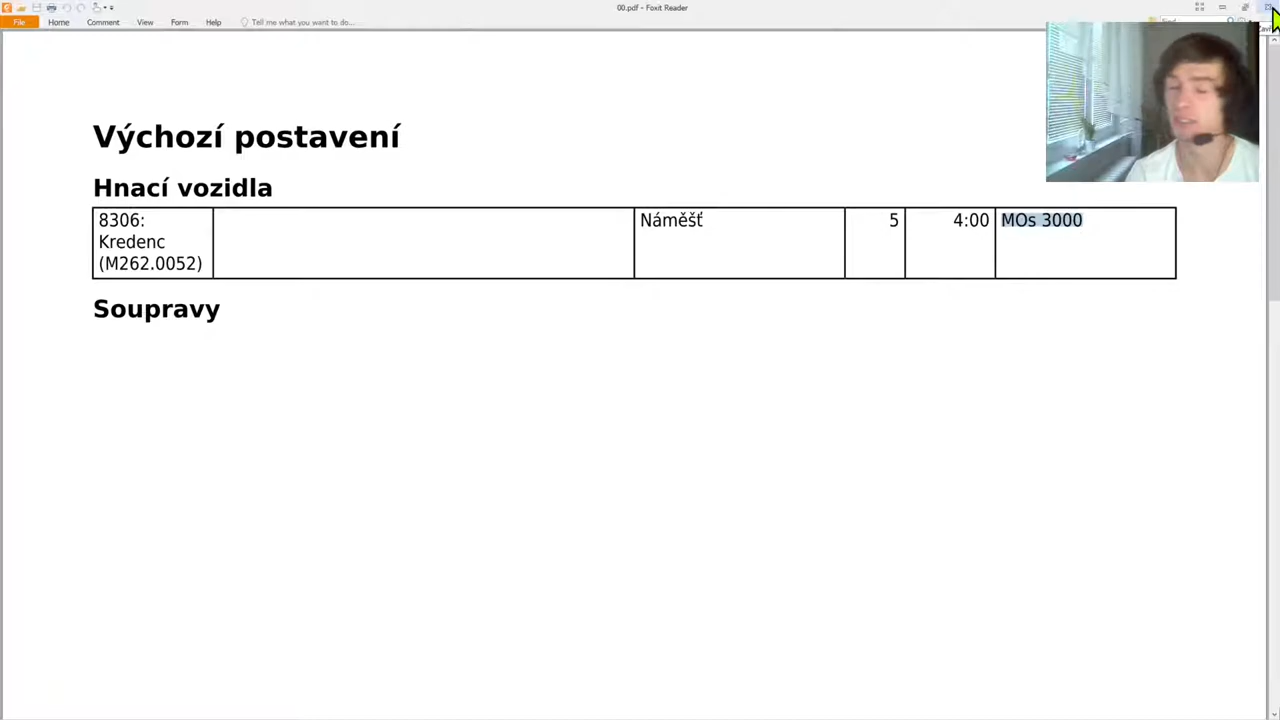 00.pdf - Foxit Reader
File Home Comment View Form Help Tell me what you want to do...
Find
Výchozí postavení
Hnací vozidla
8306: Náměšť 5 4:00 MOs 3000
Kredenc
(M262.0052)
Soupravy